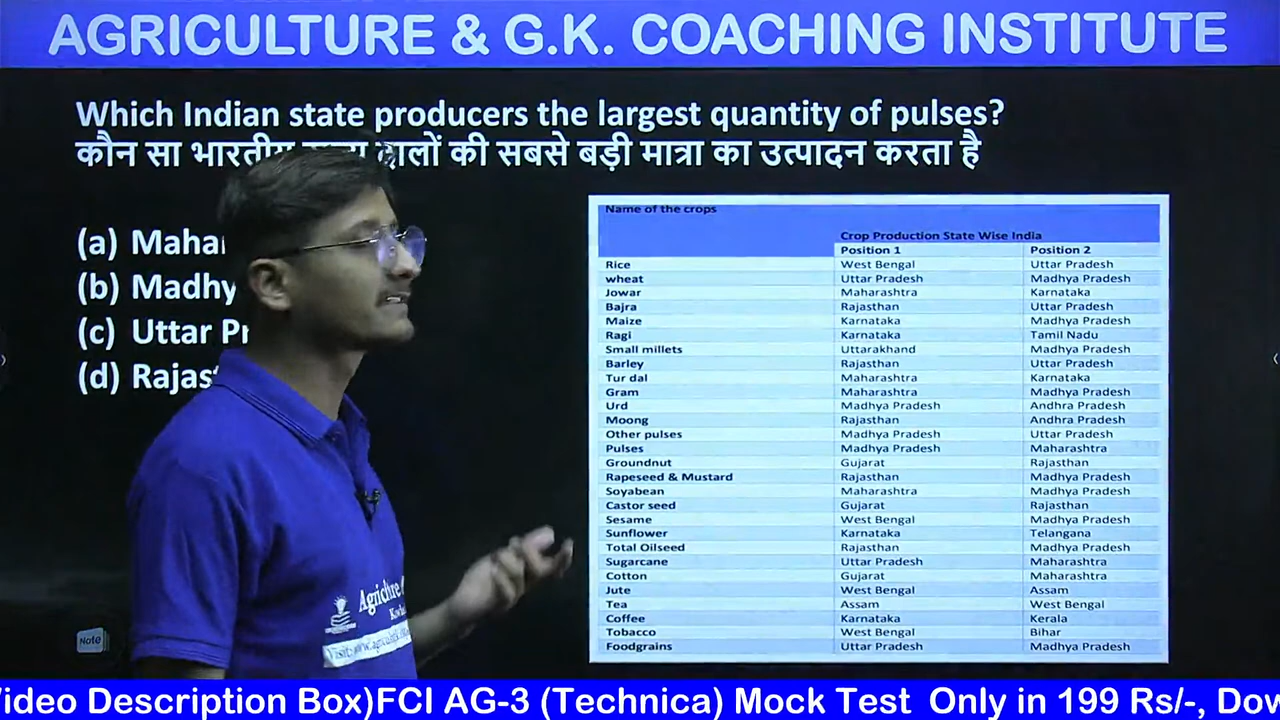 AGRICULTURE & G.K. COACHING INSTITUTE
Which Indian state producers the largest quantity of pulses?
कौन सा भारतीय दालों की सबसे बड़ी मात्रा का उत्पादन करता है
(a)
(b)
(c) Uttar
(d)
Name of the crops
Crop Production State Wise India
Position 1 Position 2
Rice West Bengal Uttar Pradesh
wheat Uttar Pradesh Madhya Pradesh
Jowar Maharashtra Karnataka
Bajra Rajasthan Uttar Pradesh
Maize Karnataka Madhya Pradesh
Ragi Karnataka Tamil Nadu
Small millets Uttarakhand Madhya Pradesh
Barley Rajasthan Uttar Pradesh
Tur dal Maharashtra Karnataka
Gram Maharashtra Madhya Pradesh
Urd Madhya Pradesh Andhra Pradesh
Moong Rajasthan Andhra Pradesh
Other pulses Madhya Pradesh Uttar Pradesh
Pulses Madhya Pradesh Maharashtra
Groundnut Gujarat Rajasthan
Rapeseed & Mustard Rajasthan Madhya Pradesh
Soyabean Maharashtra Madhya Pradesh
Castor seed Gujarat Rajasthan
Sesame West Bengal Madhya Pradesh
Sunflower Karnataka Telangana
Total Oilseed Rajasthan Madhya Pradesh
Sugarcane Uttar Pradesh Maharashtra
Cotton Gujarat Maharashtra
Jute West Bengal Assam
Tea Assam West Bengal
Coffee Karnataka Kerala
Tobacco West Bengal Bihar
Foodgrains Uttar Pradesh Madhya Pradesh
Note
Video Description Box)FCI AG-3 (Technica) Mock Test Only in 199 Rs/-,